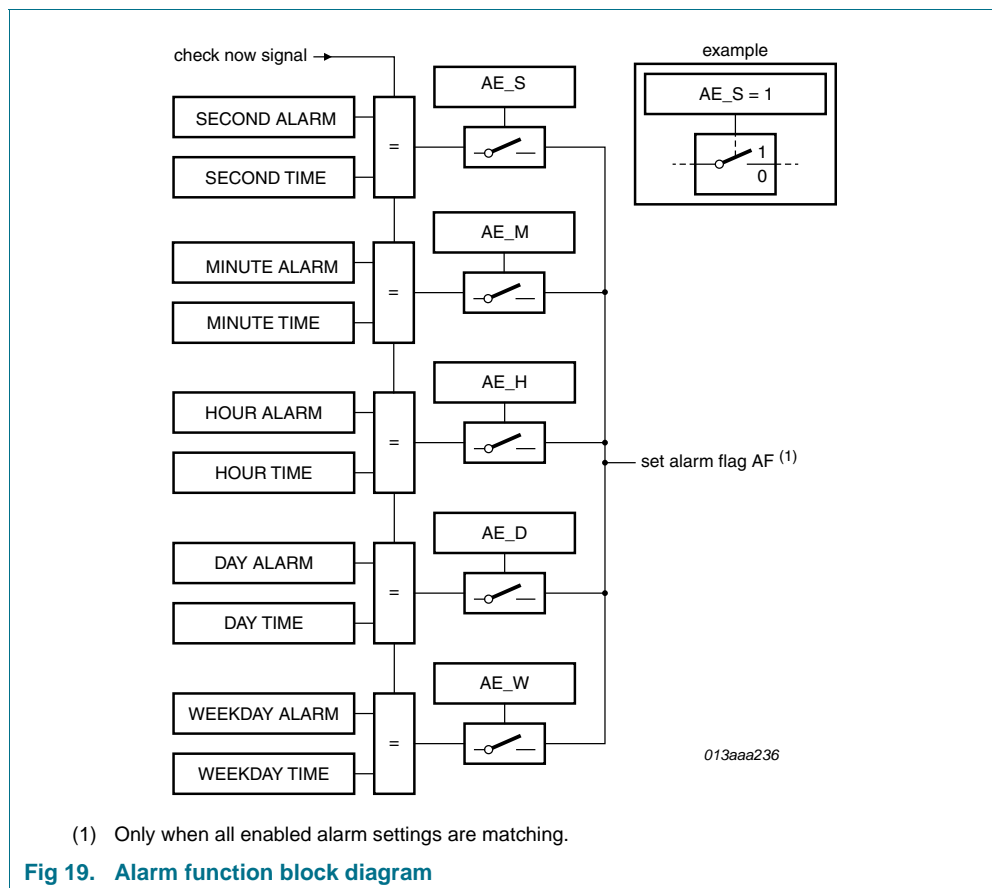 check now signal
example
AE_S
AE_S = 1
SECOND ALARM
=
1
SECOND TIME
0
AE_M
MINUTE ALARM
=
MINUTE TIME
AE_H
HOUR ALARM
=
HOUR TIME
set alarm flag AF (1)
AE_D
DAY ALARM
=
DAY TIME
AE_W
WEEKDAY ALARM
=
WEEKDAY TIME
013aaa236
(1) Only when all enabled alarm settings are matching.
Fig 19. Alarm function block diagram